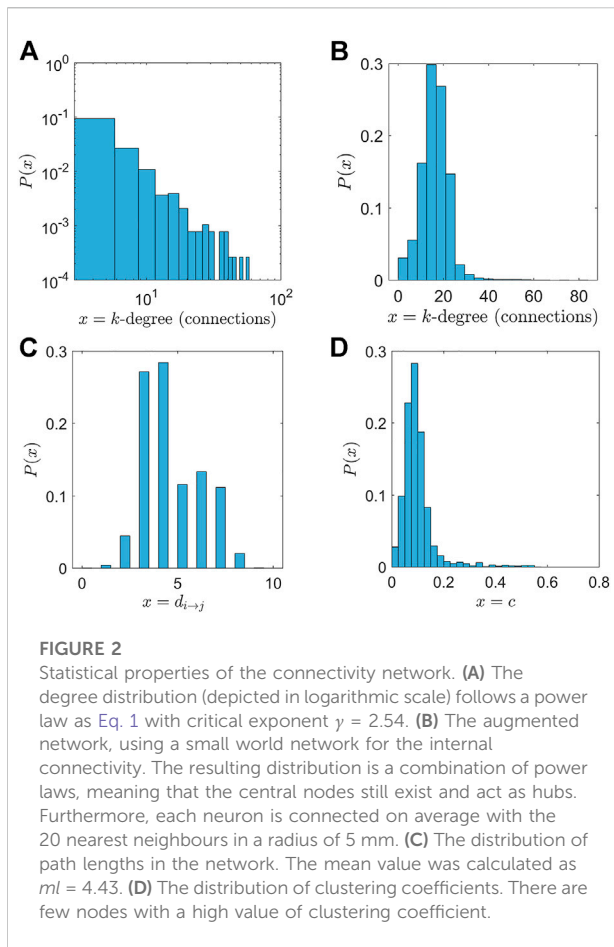 A
B
10^0
10^-1
10^-2
10^-3
10^-4
P(x)
10^1
10^2
x = k-degree (connections)
0.3
0.2
0.1
0
P(x)
0 20 40 60 80
x = k-degree (connections)
C
D
0.3
0.2
0.1
0
P(x)
0 5 10
x = d_{i→j}
0.3
0.2
0.1
0
P(x)
0 0.2 0.4 0.6 0.8
x = c
FIGURE 2
Statistical properties of the connectivity network. (A) The
degree distribution (depicted in logarithmic scale) follows a power
law as Eq. 1 with critical exponent γ = 2.54. (B) The augmented
network, using a small world network for the internal
connectivity. The resulting distribution is a combination of power
laws, meaning that the central nodes still exist and act as hubs.
Furthermore, each neuron is connected on average with the
20 nearest neighbours in a radius of 5 mm. (C) The distribution of
path lengths in the network. The mean value was calculated as
ml = 4.43. (D) The distribution of clustering coefficients. There are
few nodes with a high value of clustering coefficient.